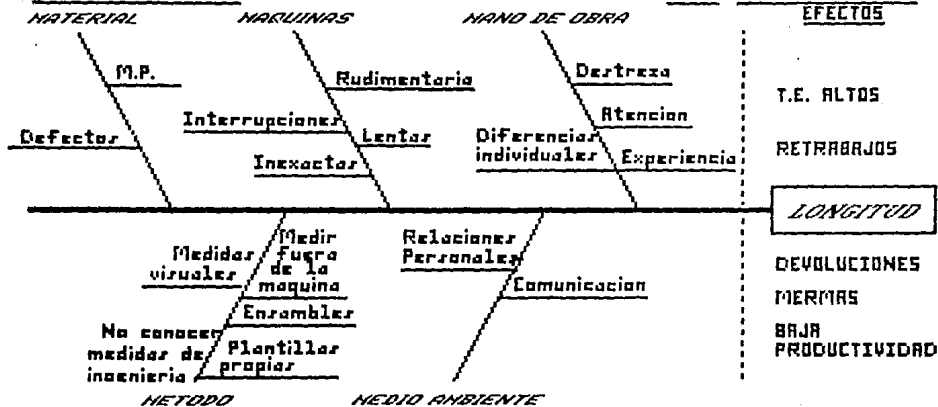 MATERIAL
MAQUINAS
MANO DE OBRA
EFECTOS
M.P.
Defectos
Rudimentaria
Interrupciones
Lentas
Inexactas
Destreza
Atencion
Diferencias
individuales
Experiencia
T.E. ALTOS
RETRABAJOS
LONGITUD
Medidas
visuales
Medir
fuera
de la
maquina
Ensambles
No conocer
medidas de
ingenieria
Plantillas
propias
Relaciones
Personales
Comunicacion
DEVOLUCIONES
MERMAS
BAJA
PRODUCTIVIDAD
METODO
MEDIO AMBIENTE